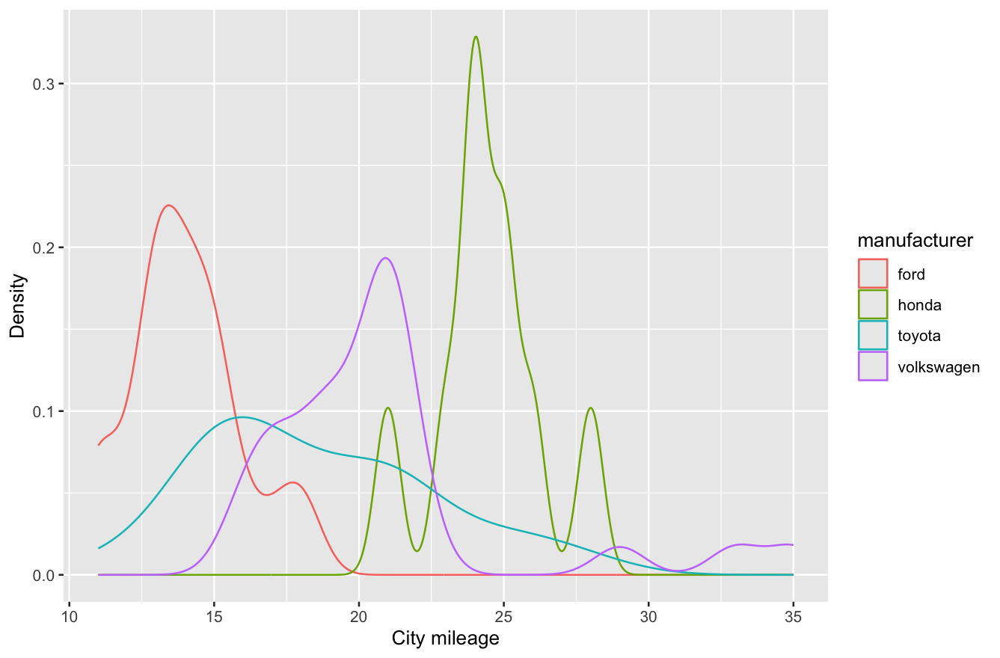 0.3
0.2
0.1
0.0
Density
10 15 20 25 30 35
City mileage
manufacturer
ford
honda
toyota
volkswagen